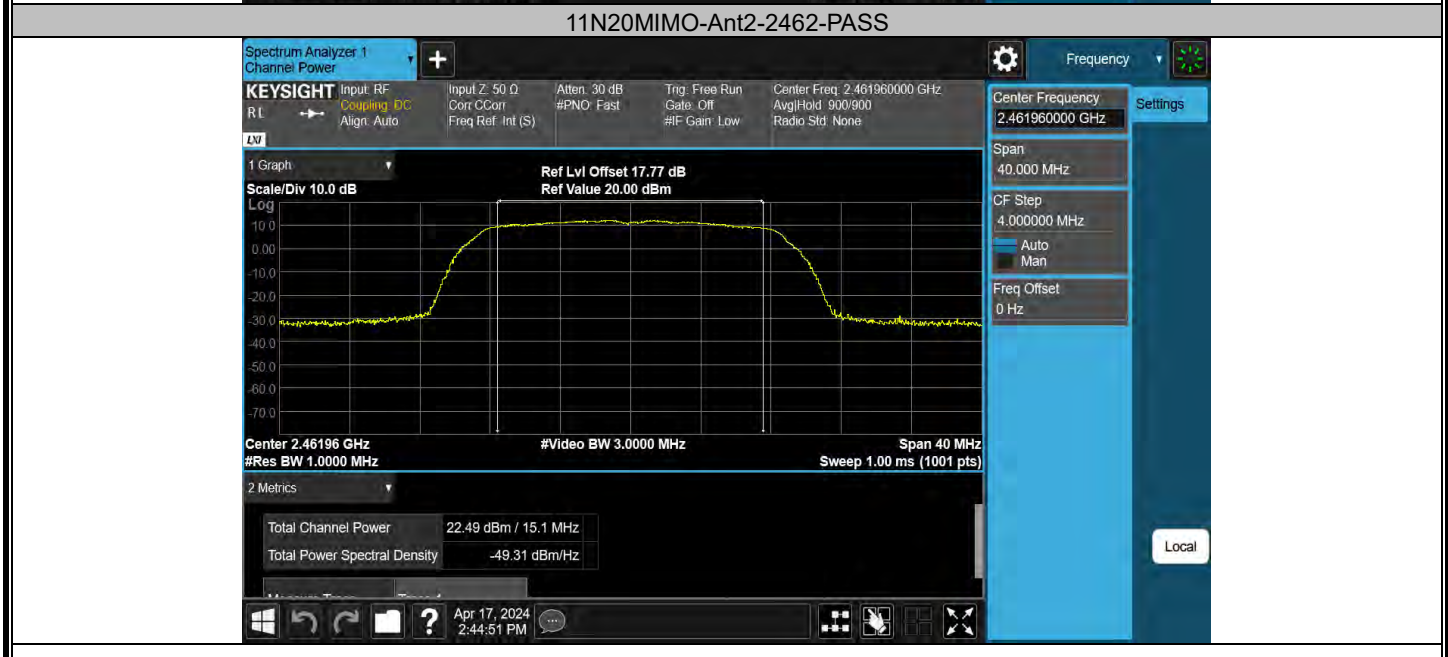 11N20MIMO-Ant2-2462-PASS
Spectrum Analyzer 1
Channel Power
+
Frequency
KEYSIGHT
RL
LXI
Input: RF
Coupling: DC
Align: Auto
Input Z: 50 Ω
Corr CCorr
Freq Ref: Int (S)
Atten: 30 dB
#PNO: Fast
Trig: Free Run
Gate: Off
#IF Gain: Low
Center Freq: 2.461960000 GHz
Avg|Hold: 900/900
Radio Std: None
Center Frequency
2.461960000 GHz
Settings
Span
40.000 MHz
CF Step
4.000000 MHz
Auto
Man
Freq Offset
0 Hz
1 Graph
Scale/Div 10.0 dB
Ref Lvl Offset 17.77 dB
Ref Value 20.00 dBm
Log
10.0
0.00
-10.0
-20.0
-30.0
-40.0
-50.0
-60.0
-70.0
Center 2.46196 GHz
#Res BW 1.0000 MHz
#Video BW 3.0000 MHz
Span 40 MHz
Sweep 1.00 ms (1001 pts)
2 Metrics
Total Channel Power 22.49 dBm / 15.1 MHz
Total Power Spectral Density -49.31 dBm/Hz
Local
?
Apr 17, 2024
2:44:51 PM